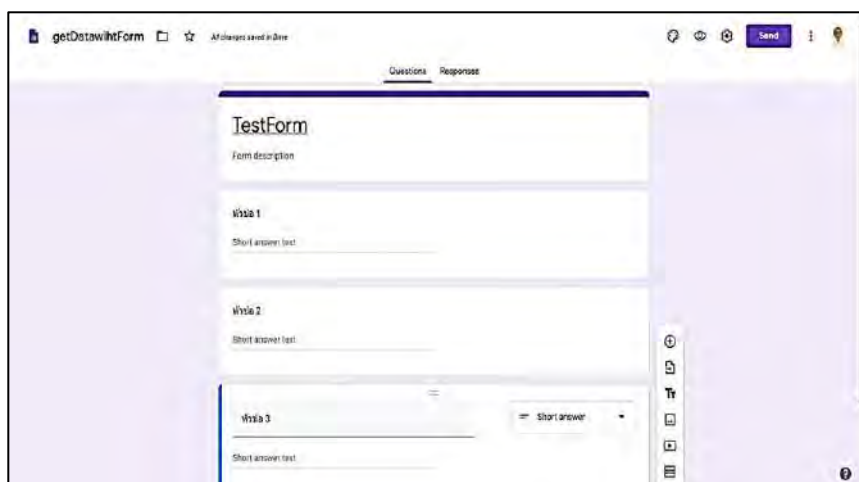 getDatawihtForm
All changes saved in Drive
Send
Questions Responses
TestForm
Form description
หัวข้อ 1
Short answer text
หัวข้อ 2
Short answer text
หัวข้อ 3
Short answer
Short answer text
Tт